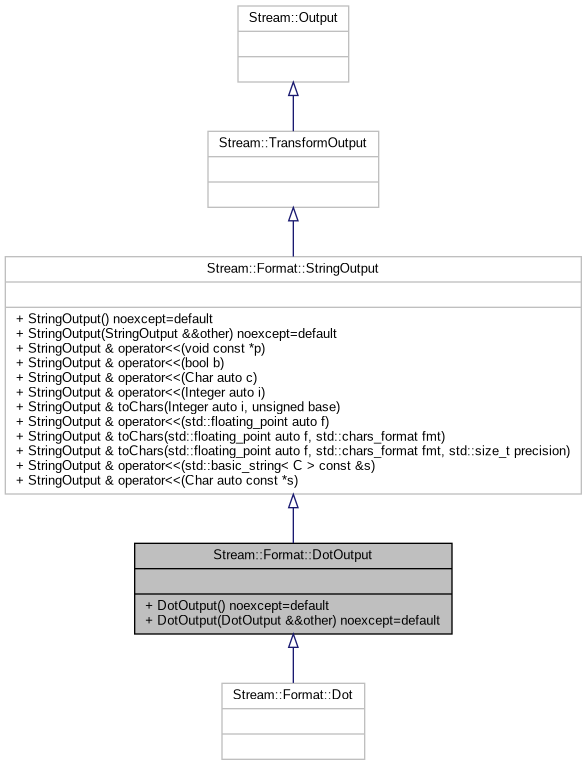 Stream::Output
Stream::TransformOutput
Stream::Format::StringOutput
+ StringOutput() noexcept=default
+ StringOutput(StringOutput &&other) noexcept=default
+ StringOutput & operator<<(void const *p)
+ StringOutput & operator<<(bool b)
+ StringOutput & operator<<(Char auto c)
+ StringOutput & operator<<(Integer auto i)
+ StringOutput & toChars(Integer auto i, unsigned base)
+ StringOutput & operator<<(std::floating_point auto f)
+ StringOutput & toChars(std::floating_point auto f, std::chars_format fmt)
+ StringOutput & toChars(std::floating_point auto f, std::chars_format fmt, std::size_t precision)
+ StringOutput & operator<<(std::basic_string< C > const &s)
+ StringOutput & operator<<(Char auto const *s)
Stream::Format::DotOutput
+ DotOutput() noexcept=default
+ DotOutput(DotOutput &&other) noexcept=default
Stream::Format::Dot